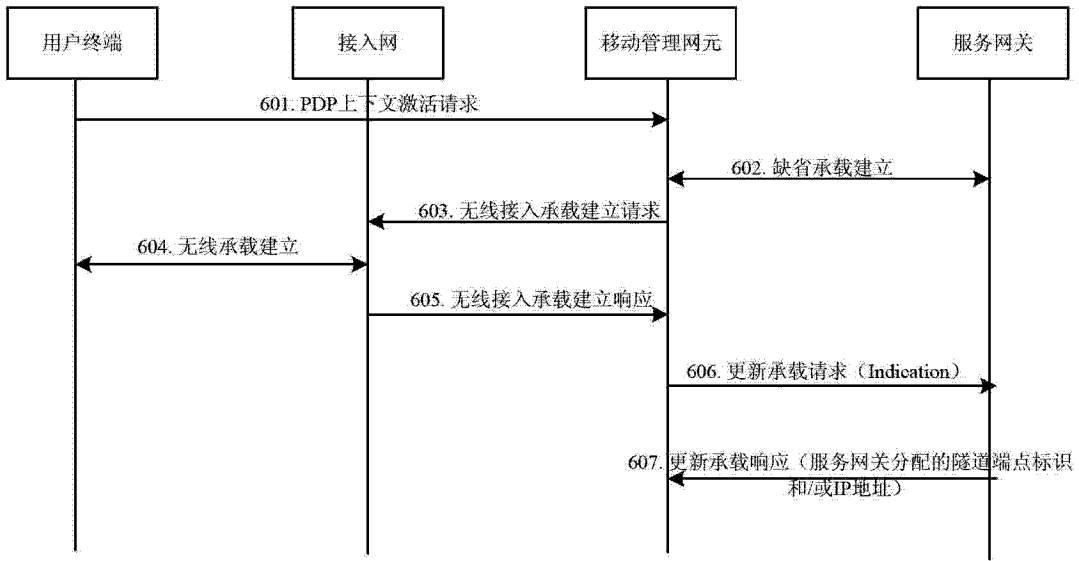 用户终端
接入网
移动管理网元
服务网关
601. PDP上下文激活请求
602. 缺省承载建立
603. 无线接入承载建立请求
604. 无线承载建立
605. 无线接入承载建立响应
606. 更新承载请求（Indication）
607. 更新承载响应（服务网关分配的隧道端点标识
和/或IP地址）